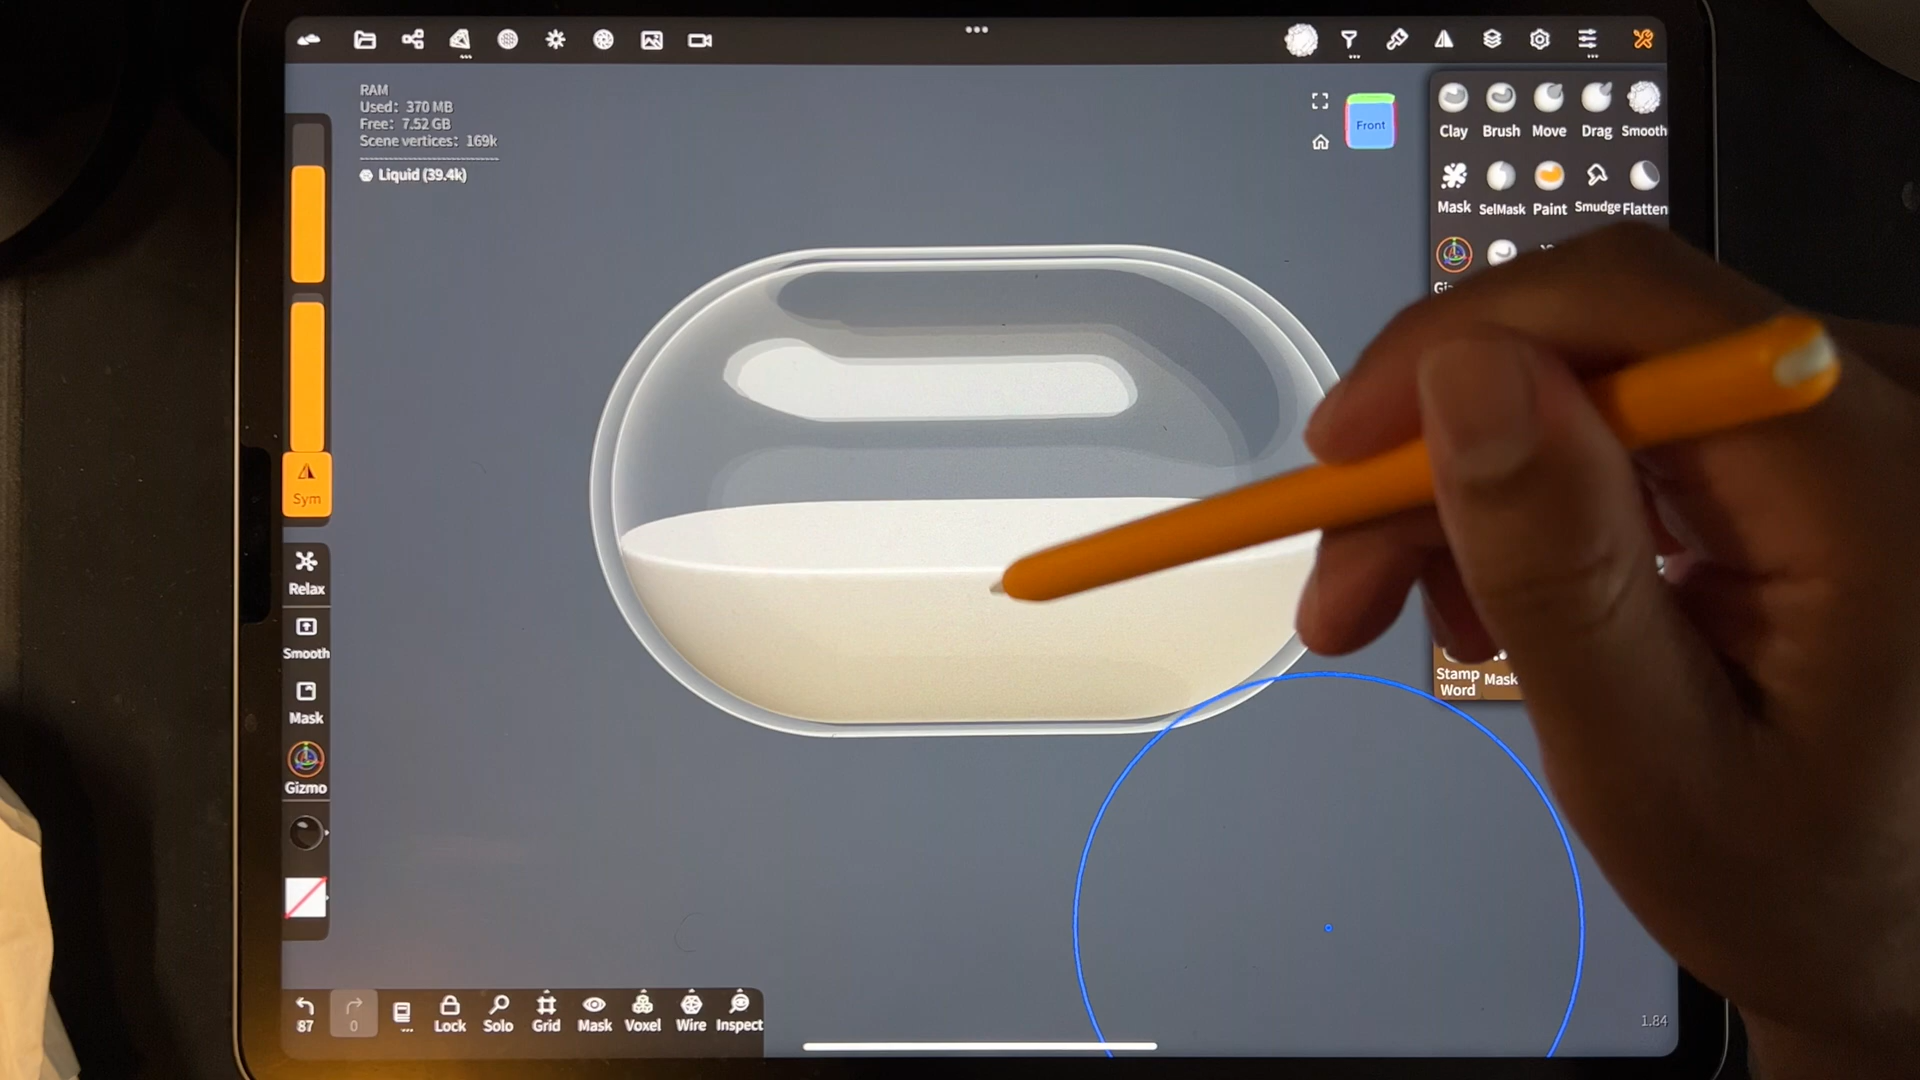 RAM
Used: 370 MB
Free: 7.52 GB
Scene vertices: 169k
Liquid (39.4k)
Front
Clay Brush Move Drag Smooth
Mask SelMask Paint Smudge Flatten
Sym
Relax
Smooth
Mask
Gizmo
Stamp
Word Mask
87 0 Lock Solo Grid Mask Voxel Wire Inspect
1.84